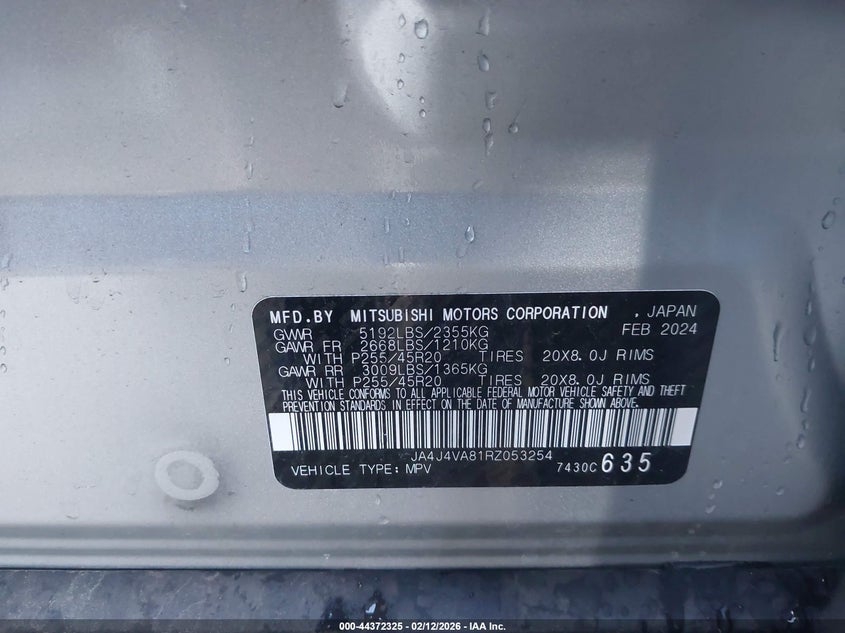 MFD.BY MITSUBISHI MOTORS CORPORATION , JAPAN
GVWR 5192LBS/2355KG FEB 2024
GAWR FR 2668LBS/1210KG
WITH P255/45R20 TIRES 20X8.0J RIMS
GAWR RR 3009LBS/1365KG
WITH P255/45R20 TIRES 20X8.0J RIMS
THIS VEHICLE CONFORMS TO ALL APPLICABLE FEDERAL MOTOR VEHICLE SAFETY AND THEFT
PREVENTION STANDARDS IN EFFECT ON THE DATE OF MANUFACTURE SHOWN ABOVE.
JA4J4VA81RZ053254
VEHICLE TYPE: MPV 7430C 635
000-44372325 - 02/12/2026 - IAA Inc.